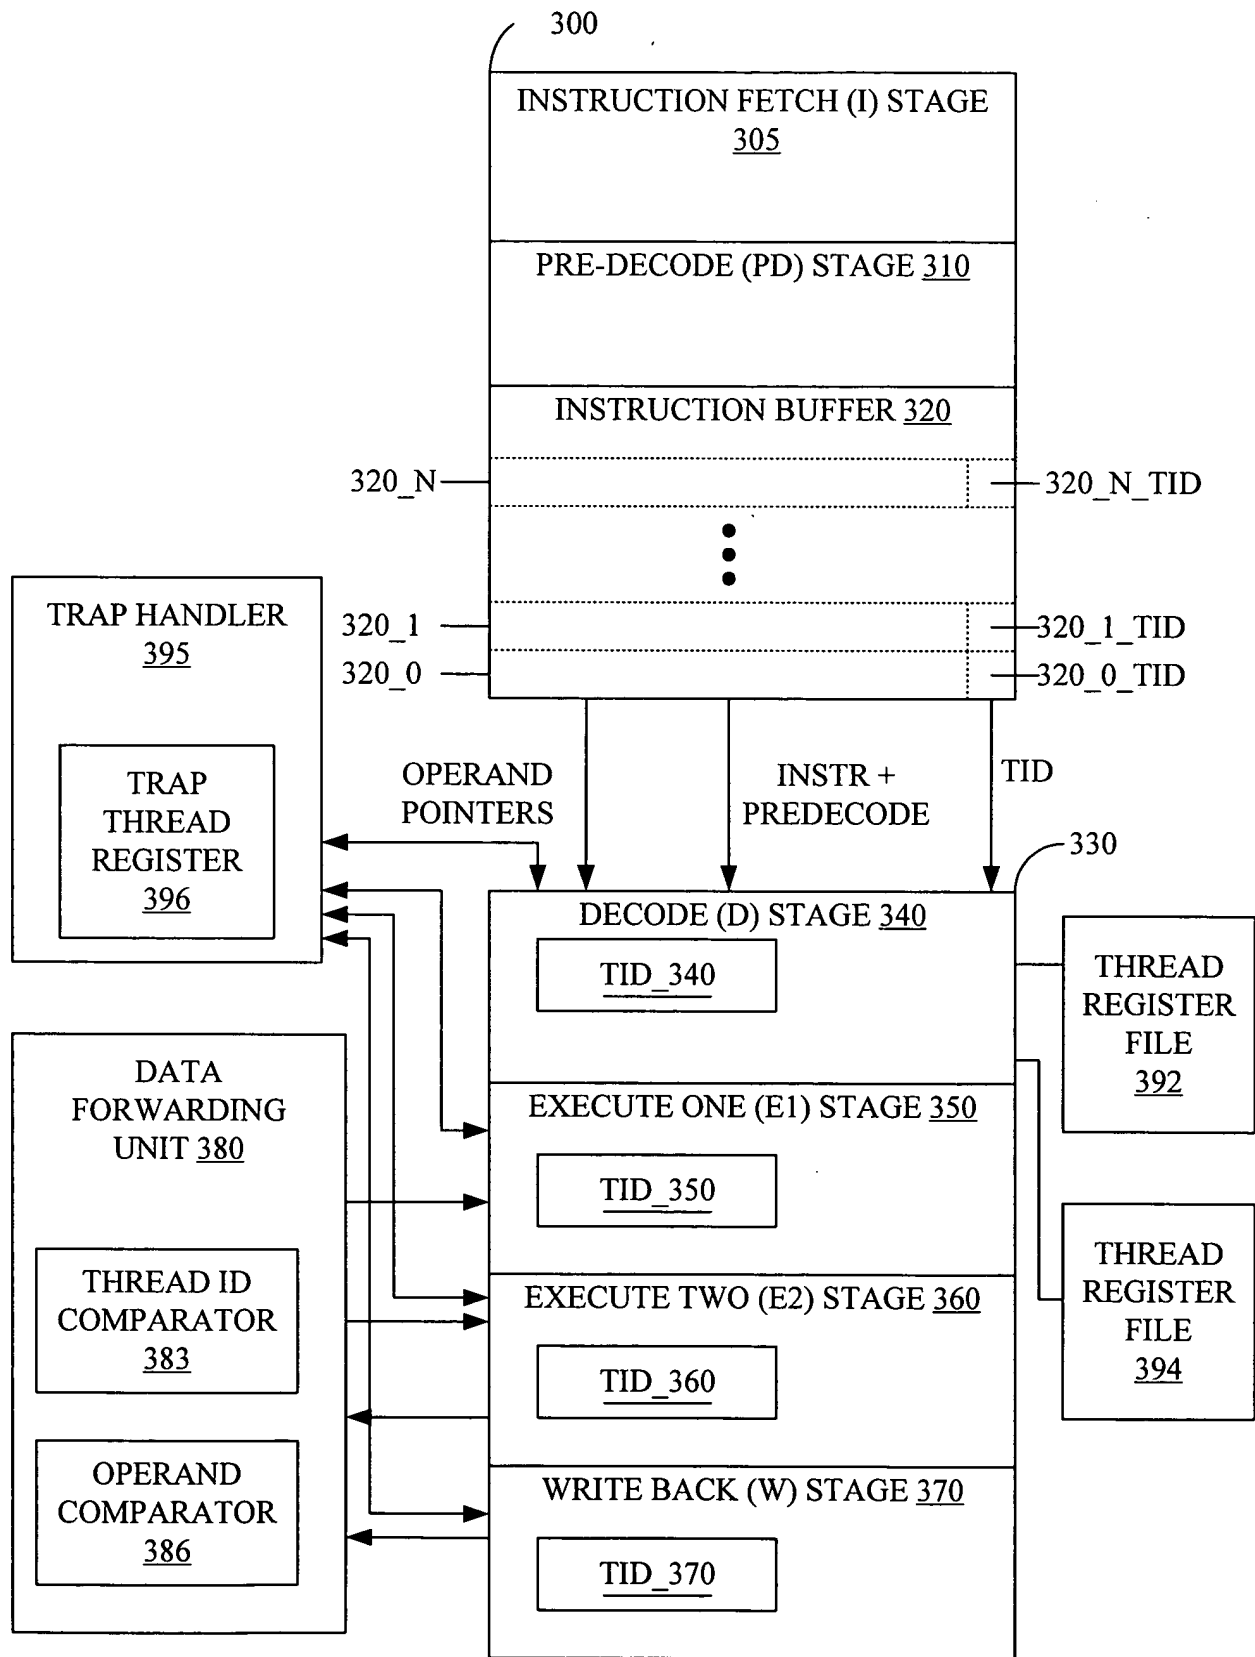 300
INSTRUCTION FETCH (I) STAGE
305
PRE-DECODE (PD) STAGE 310
INSTRUCTION BUFFER 320
320_N
320_N_TID
320_1
320_1_TID
320_0
320_0_TID
TRAP HANDLER
395
TRAP
THREAD
REGISTER
396
OPERAND
POINTERS
INSTR +
PREDECODE
TID
330
DECODE (D) STAGE 340
TID_340
THREAD
REGISTER
FILE
392
DATA
FORWARDING
UNIT 380
EXECUTE ONE (E1) STAGE 350
TID_350
THREAD
REGISTER
FILE
394
THREAD ID
COMPARATOR
383
EXECUTE TWO (E2) STAGE 360
TID_360
OPERAND
COMPARATOR
386
WRITE BACK (W) STAGE 370
TID_370